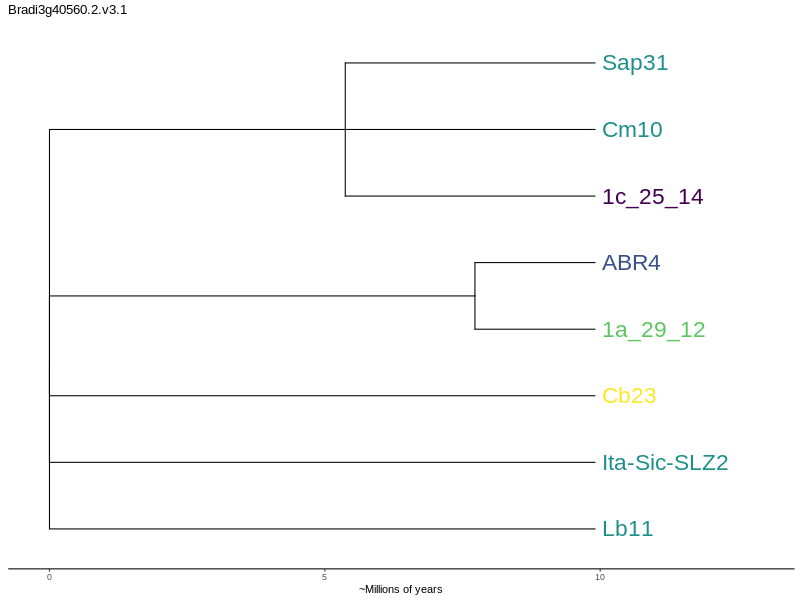 Bradi3g40560.2.v3.1
Sap31
Cm10
1c_25_14
ABR4
1a_29_12
Cb23
Ita-Sic-SLZ2
Lb11
0 5 10
~Millions of years